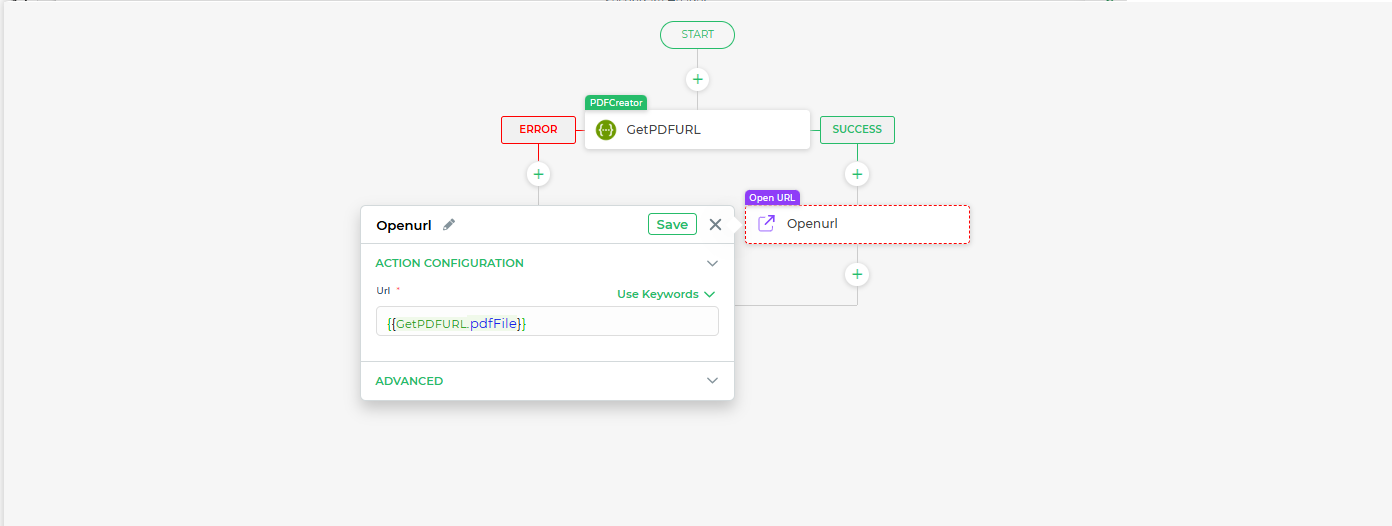 START
PDFCreator
ERROR
GetPDFURL
SUCCESS
Open URL
Openurl
Openurl
Save
ACTION CONFIGURATION
Url *
Use Keywords
{{GetPDFURL.pdfFile}}
ADVANCED